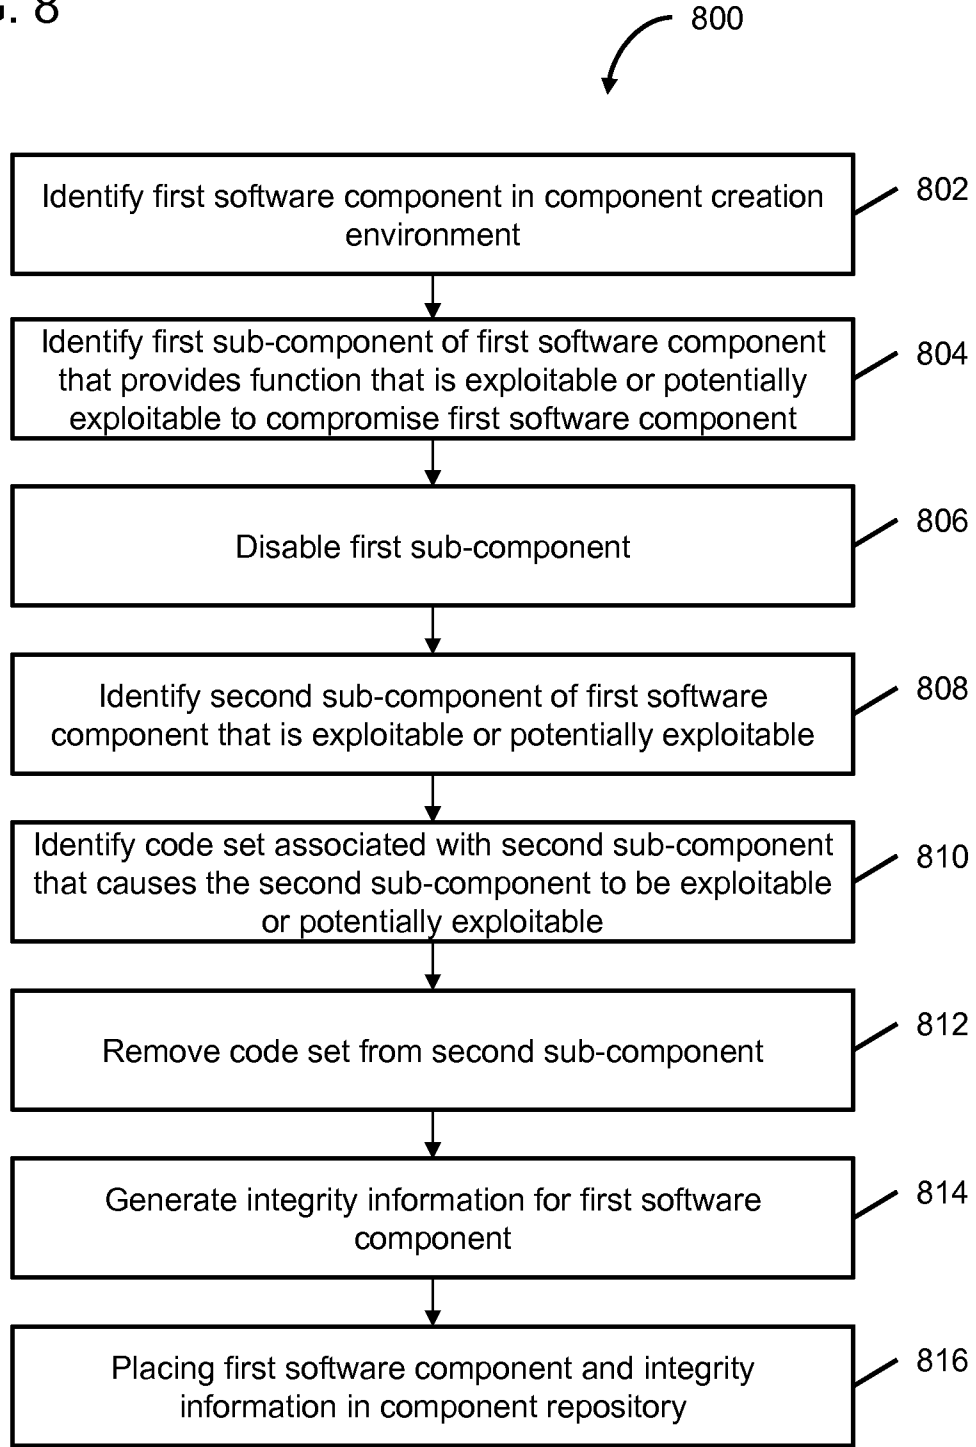 . 8
800
Identify first software component in component creation
environment
802
Identify first sub-component of first software component
that provides function that is exploitable or potentially
exploitable to compromise first software component
804
Disable first sub-component
806
Identify second sub-component of first software
component that is exploitable or potentially exploitable
808
Identify code set associated with second sub-component
that causes the second sub-component to be exploitable
or potentially exploitable
810
Remove code set from second sub-component
812
Generate integrity information for first software
component
814
Placing first software component and integrity
information in component repository
816